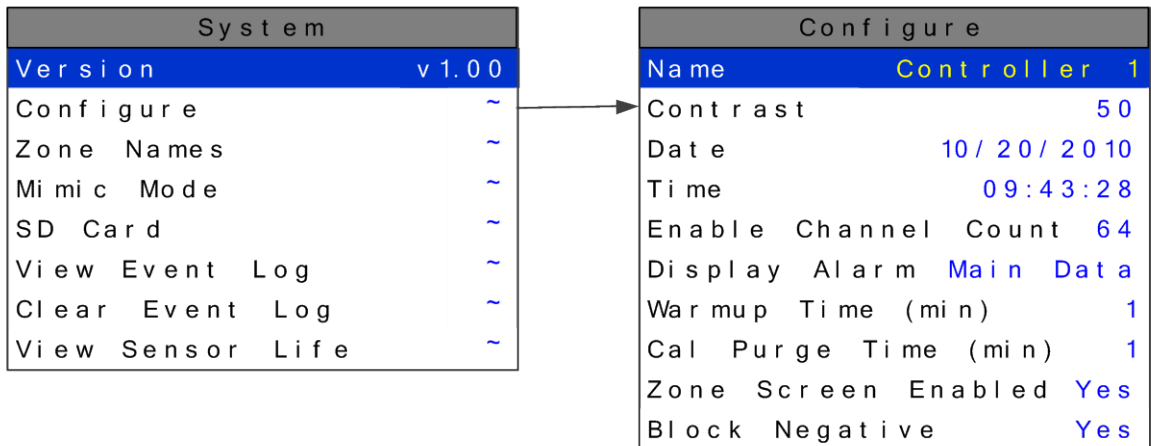 System
Version v1.00
Configure ~
Zone Names ~
Mimic Mode ~
SD Card ~
View Event Log ~
Clear Event Log ~
View Sensor Life ~
Configure
Name Controller 1
Contrast 50
Date 10/20/2010
Time 09:43:28
Enable Channel Count 64
Display Alarm Main Data
Warmup Time (min) 1
Cal Purge Time (min) 1
Zone Screen Enabled Yes
Block Negative Yes